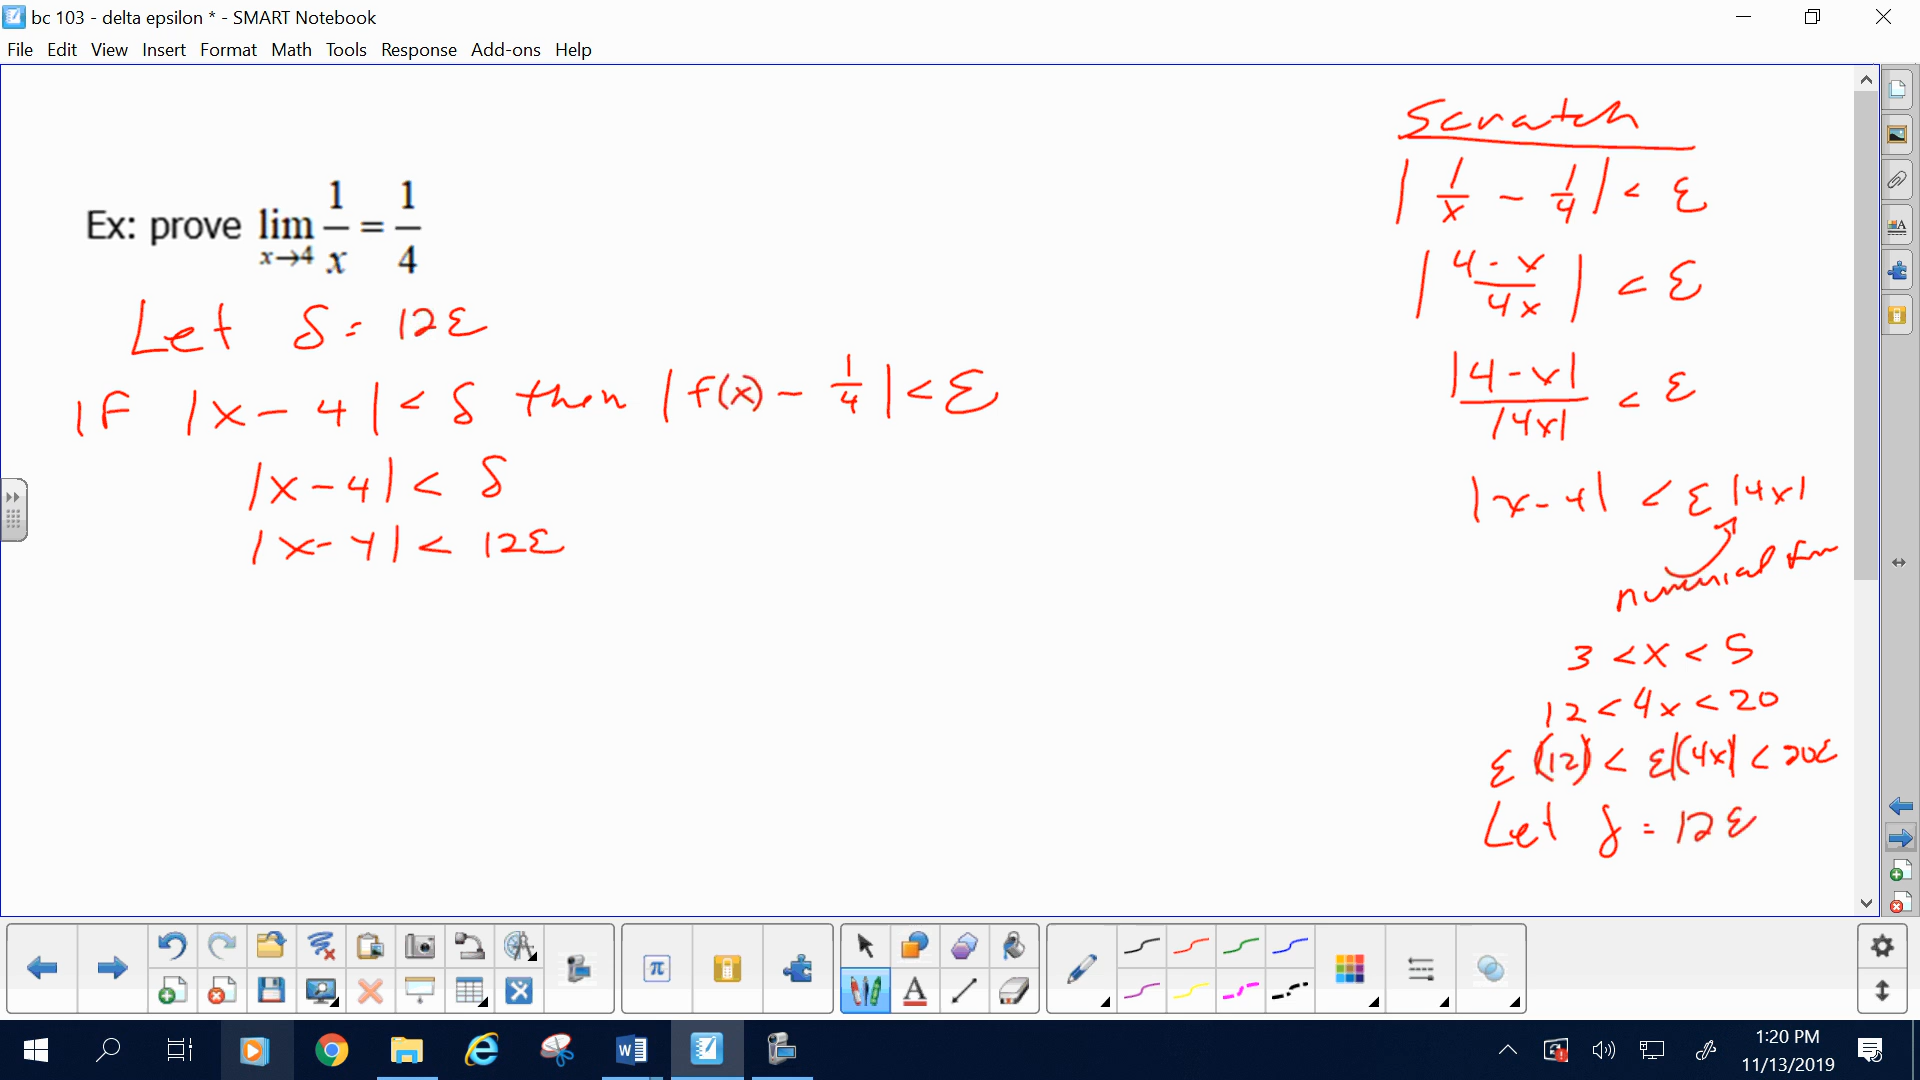 bc 103 - delta epsilon * - SMART Notebook
File Edit View Insert Format Math Tools Response Add-ons Help
Ex: prove lim x→4 1/x = 1/4
Let δ = 12ε
IF |x - 4| < δ then |f(x) - 1/4| < ε
|x - 4| < δ
|x - 4| < 12ε
Scratch
|1/x - 1/4| < ε
|4 - x / 4x| < ε
|4 - x| / |4x| < ε
|x - 4| < ε |4x|
3 < x < 5
12 < 4x < 20
ε (12) < ε|(4x)| < 20ε
Let δ = 12ε
1:20 PM
11/13/2019